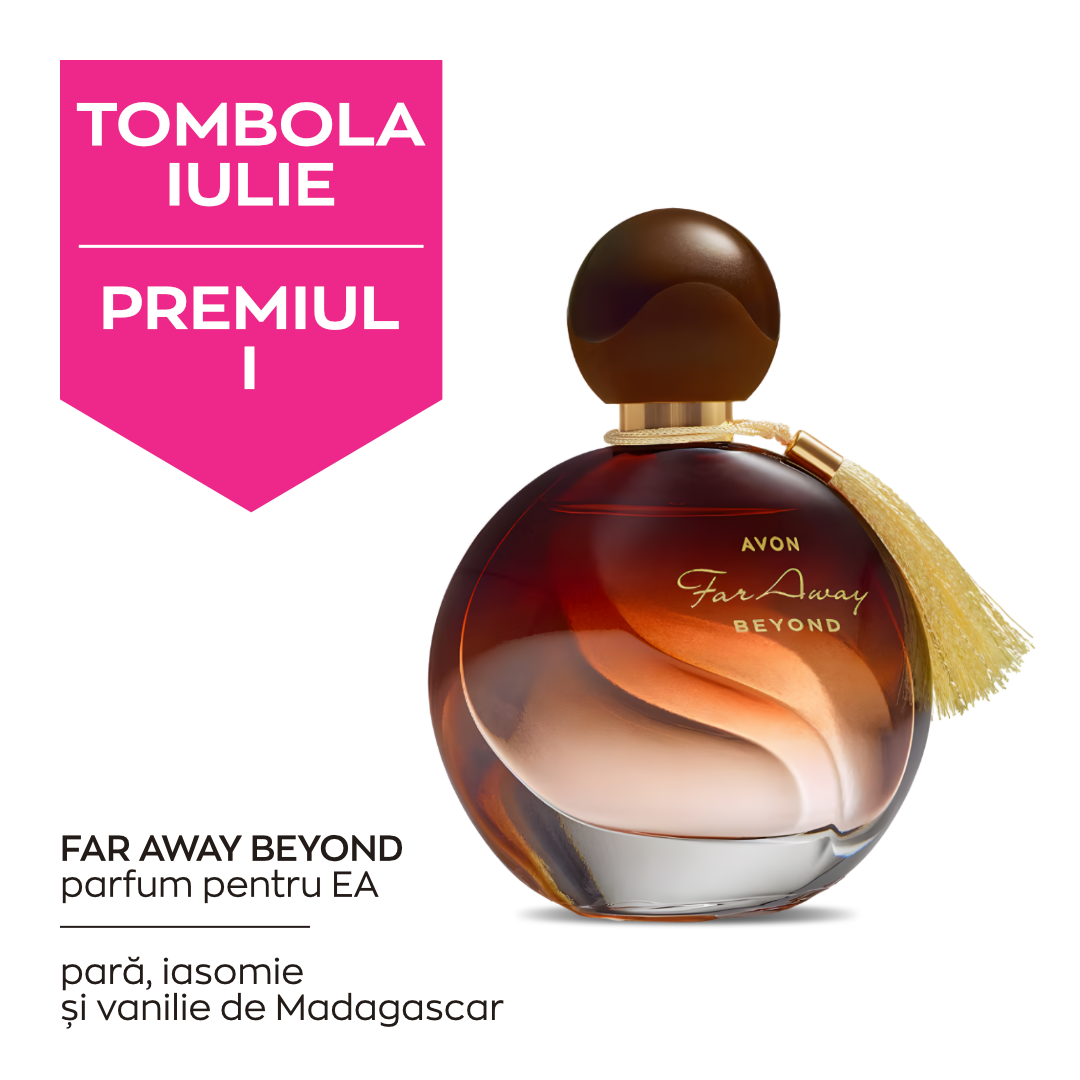 TOMBOLA
IULIE
PREMIUL
I
AVON
Far Away
BEYOND
FAR AWAY BEYOND
parfum pentru EA
pară, iasomie
și vanilie de Madagascar